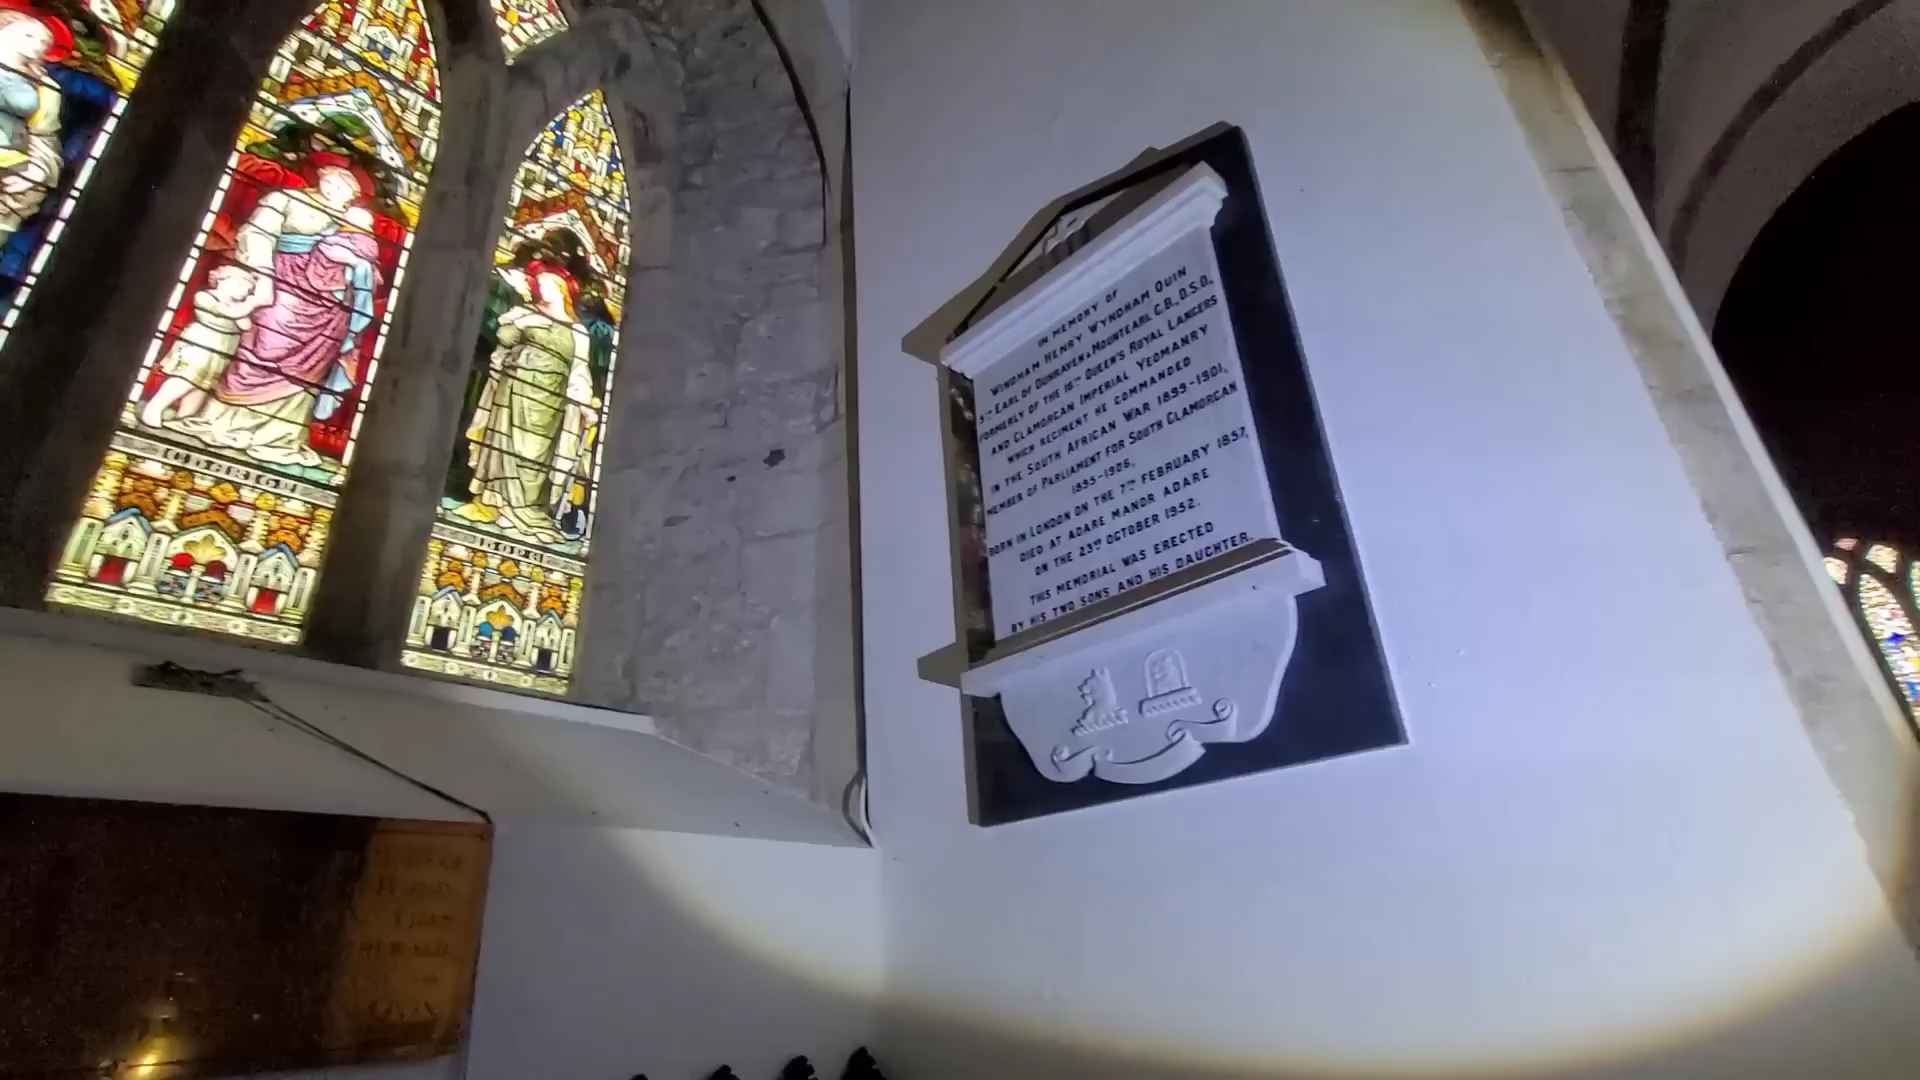 IN MEMORY OF
WINDHAM HENRY WYNDHAM QUIN
5TH EARL OF DUNRAVEN & MOUNTEARL C.B., D.S.O.,
FORMERLY OF THE 16TH QUEEN'S ROYAL LANCERS
AND GLAMORGAN IMPERIAL YEOMANRY
WHICH REGIMENT HE COMMANDED
IN THE SOUTH AFRICAN WAR 1899-1901,
MEMBER OF PARLIAMENT FOR SOUTH GLAMORGAN
1895-1906.
BORN IN LONDON ON THE 7TH FEBRUARY 1857,
DIED AT ADARE MANOR ADARE
ON THE 23RD OCTOBER 1952.
THIS MEMORIAL WAS ERECTED
BY HIS TWO SONS AND HIS DAUGHTER.